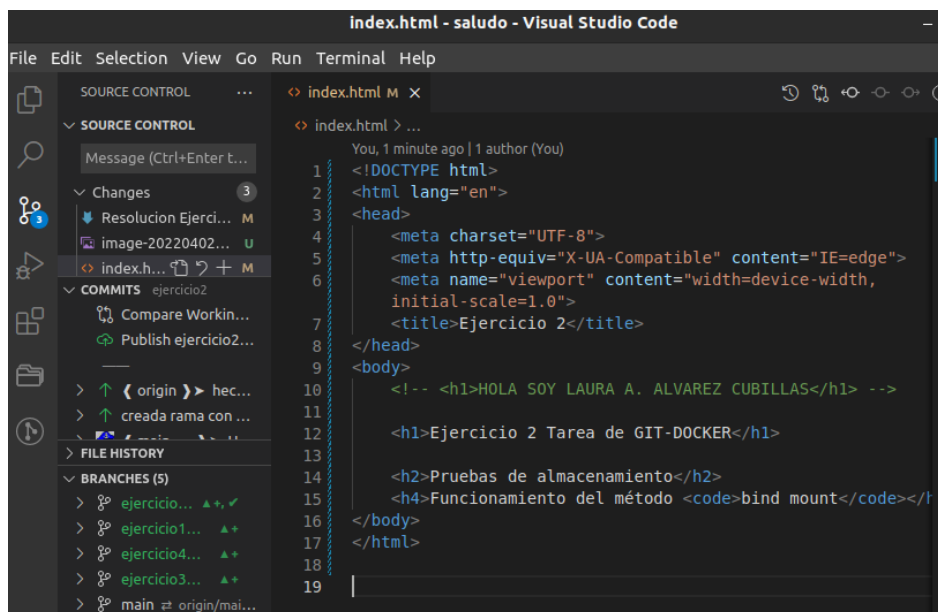 index.html - saludo - Visual Studio Code
File Edit Selection View Go Run Terminal Help
SOURCE CONTROL ...
SOURCE CONTROL
Message (Ctrl+Enter t...
Changes 3
Resolucion Ejerci... M
image-20220402... U
index.h... M
COMMITS ejercicio2
Compare Workin...
Publish ejercicio2...
( origin ) hec...
creada rama con ...
FILE HISTORY
BRANCHES (5)
ejercicio...
ejercicio1...
ejercicio4...
ejercicio3...
main ⇄ origin/mai...
3
index.html M ×
index.html > ...
You, 1 minute ago | 1 author (You)
1 <!DOCTYPE html>
2 <html lang="en">
3 <head>
4 <meta charset="UTF-8">
5 <meta http-equiv="X-UA-Compatible" content="IE=edge">
6 <meta name="viewport" content="width=device-width,
initial-scale=1.0">
7 <title>Ejercicio 2</title>
8 </head>
9 <body>
10 <!-- <h1>HOLA SOY LAURA A. ALVAREZ CUBILLAS</h1> -->
11
12 <h1>Ejercicio 2 Tarea de GIT-DOCKER</h1>
13
14 <h2>Pruebas de almacenamiento</h2>
15 <h4>Funcionamiento del método <code>bind mount</code></h
16 </body>
17 </html>
18
19